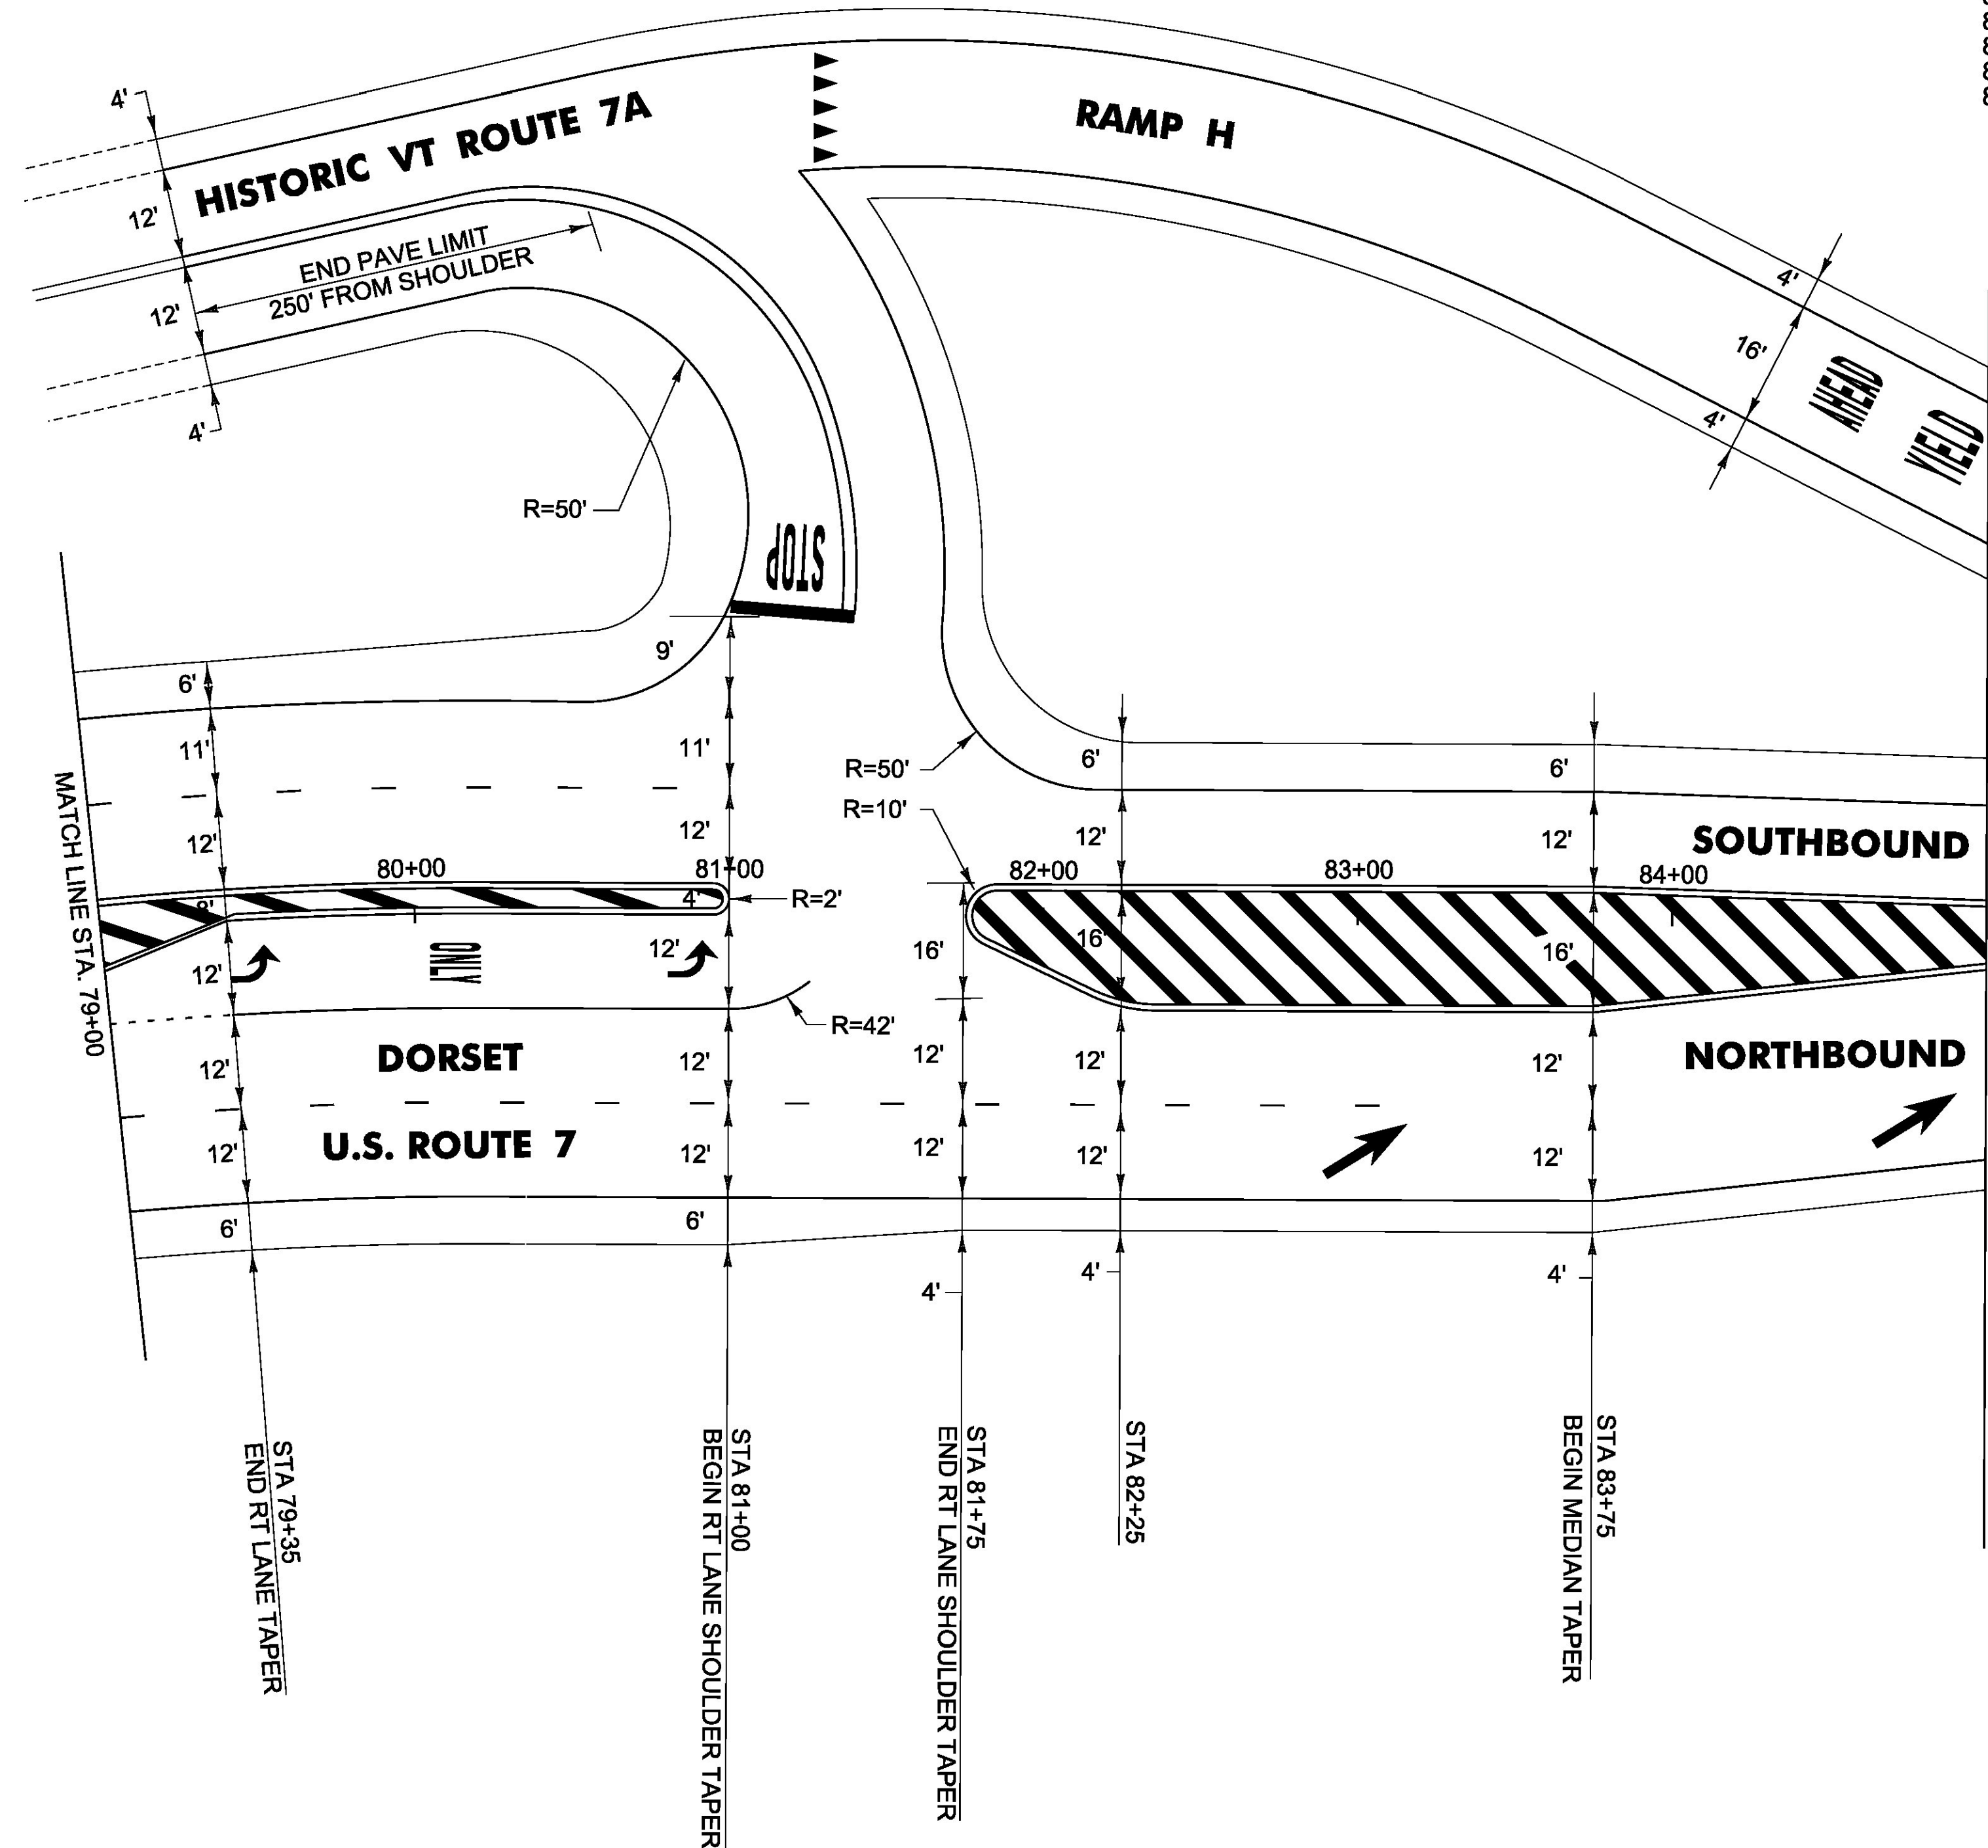 HISTORIC VT ROUTE 7A
RAMP H
4'
12'
12'
4'
END PAVE LIMIT
250' FROM SHOULDER
4'
16'
4'
AHEAD
YIELD
R=50'
STOP
9'
6'
11'
11'
12'
12'
R=50'
R=10'
6'
6'
12'
12'
SOUTHBOUND
MATCH LINE STA. 79+00
80+00
81+00
82+00
83+00
84+00
8'
4'
R=2'
12'
ONLY
12'
16'
16'
16'
R=42'
12'
DORSET
12'
12'
12'
12'
NORTHBOUND
12'
U.S. ROUTE 7
12'
12'
12'
12'
6'
6'
4'
4'
4'
STA 79+35
END RT LANE TAPER
STA 81+00
BEGIN RT LANE SHOULDER TAPER
STA 81+75
END RT LANE SHOULDER TAPER
STA 82+25
STA 83+75
BEGIN MEDIAN TAPER